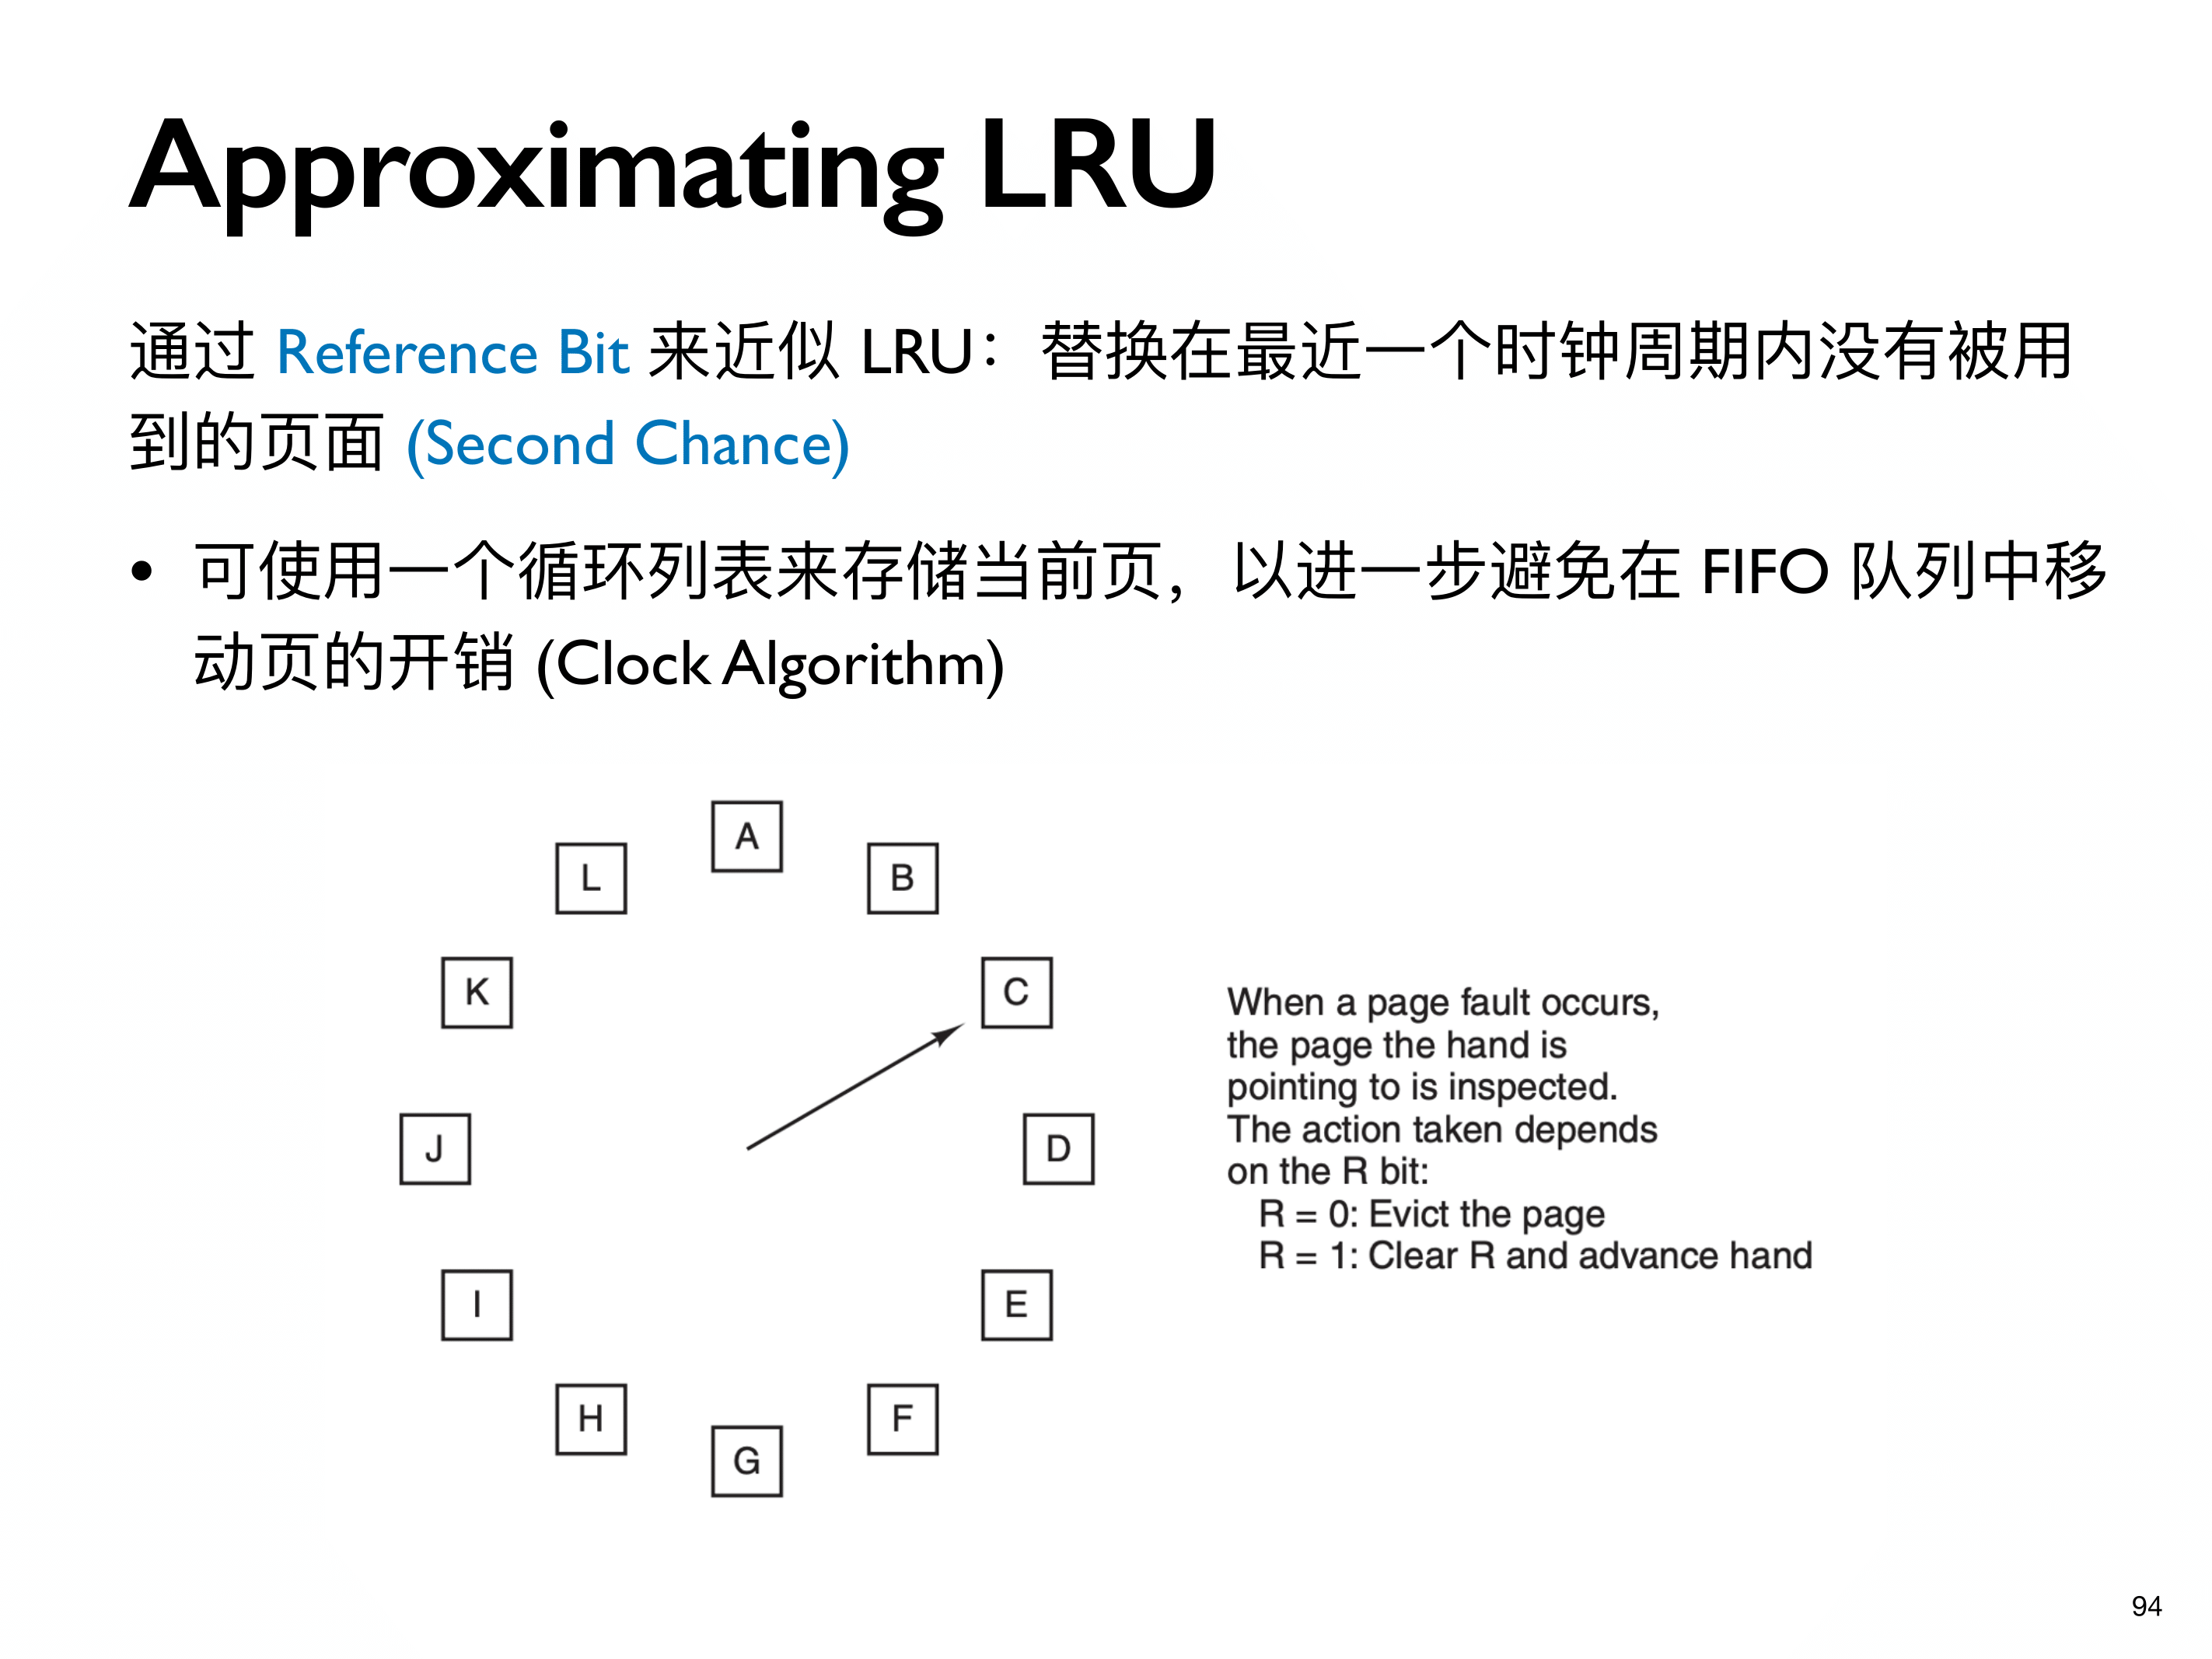 Approximating LRU
通过 Reference Bit 来近似 LRU：替换在最近一个时钟周期内没有被用
到的页面 (Second Chance)
• 可使用一个循环列表来存储当前页，以进一步避免在 FIFO 队列中移
动页的开销 (Clock Algorithm)
A
L
B
K
C
J
D
I
E
H
F
G
When a page fault occurs,
the page the hand is
pointing to is inspected.
The action taken depends
on the R bit:
R = 0: Evict the page
R = 1: Clear R and advance hand
94